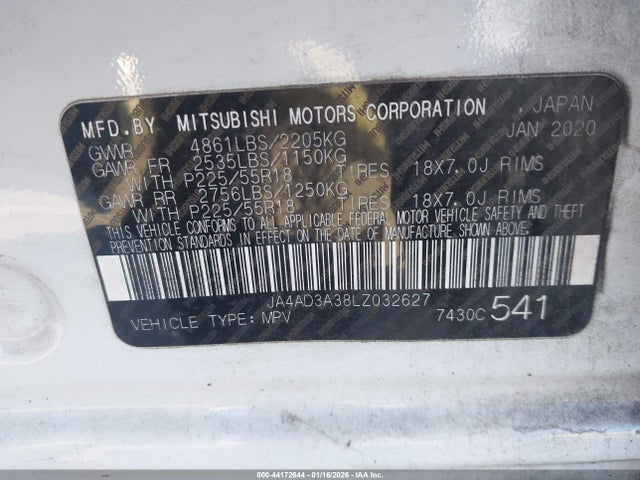 MFD. BY MITSUBISHI MOTORS CORPORATION JAPAN
GVWR 4861LBS/2205KG JAN 2020
GAWR FR 2535LBS/1150KG
WITH P225/55R18 TIRES 18X7.0J RIMS
GAWR RR 2756LBS/1250KG
WITH P225/55R18 TIRES 18X7.0J RIMS
THIS VEHICLE CONFORMS TO ALL APPLICABLE FEDERAL MOTOR VEHICLE SAFETY AND THEFT
PREVENTION STANDARDS IN EFFECT ON THE DATE OF MANUFACTURE SHOWN ABOVE.
JA4AD3A38LZ032627
VEHICLE TYPE: MPV 7430C 541
000-44172644 | 01/16/2026 | IAA Inc.